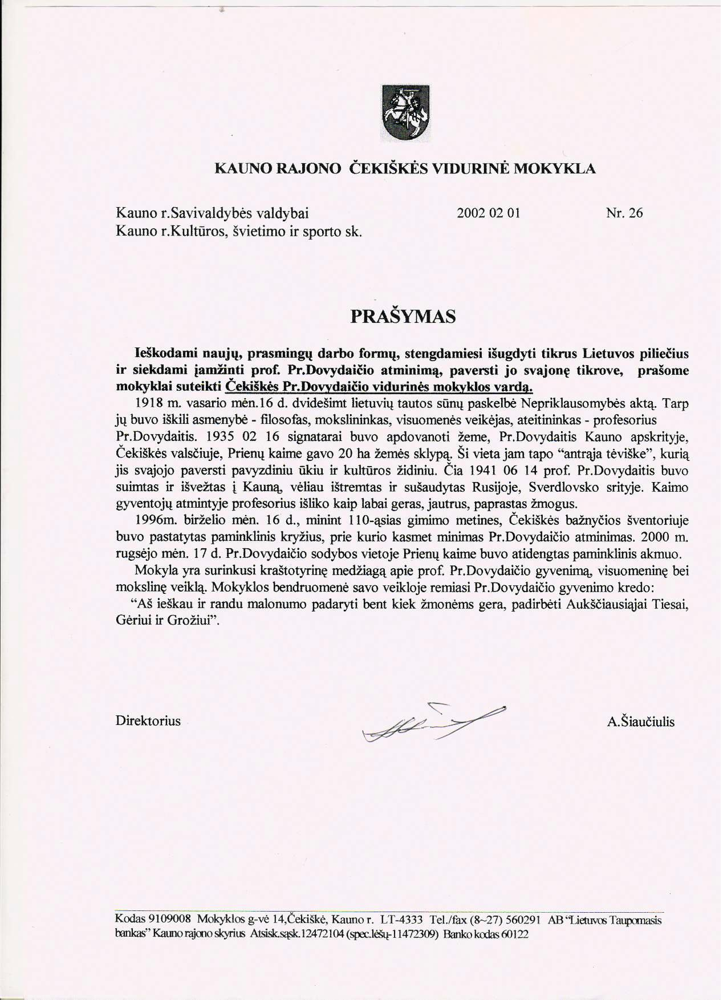 KAUNO RAJONO ČEKIŠKĖS VIDURINĖ MOKYKLA
Kauno r.Savivaldybės valdybai 2002 02 01 Nr. 26
Kauno r.Kultūros, švietimo ir sporto sk.
PRAŠYMAS
Ieškodami naujų, prasmingų darbo formų, stengdamiesi išugdyti tikrus Lietuvos piliečius
ir siekdami įamžinti prof. Pr.Dovydaičio atminimą, paversti jo svajonę tikrove, prašome
mokyklai suteikti Čekiškės Pr.Dovydaičio vidurinės mokyklos vardą.
1918 m. vasario mėn.16 d. dvidešimt lietuvių tautos sūnų paskelbė Nepriklausomybės aktą. Tarp
jų buvo iškili asmenybė - filosofas, mokslininkas, visuomenės veikėjas, ateitininkas - profesorius
Pr.Dovydaitis. 1935 02 16 signatarai buvo apdovanoti žeme, Pr.Dovydaitis Kauno apskrityje,
Čekiškės valsčiuje, Prienų kaime gavo 20 ha žemės sklypą. Ši vieta jam tapo “antrąja tėviške”, kurią
jis svajojo paversti pavyzdiniu ūkiu ir kultūros židiniu. Čia 1941 06 14 prof. Pr.Dovydaitis buvo
suimtas ir išvežtas į Kauną, vėliau ištremtas ir sušaudytas Rusijoje, Sverdlovsko srityje. Kaimo
gyventojų atmintyje profesorius išliko kaip labai geras, jautrus, paprastas žmogus.
1996m. birželio mėn. 16 d., minint 110-ąsias gimimo metines, Čekiškės bažnyčios šventoriuje
buvo pastatytas paminklinis kryžius, prie kurio kasmet minimas Pr.Dovydaičio atminimas. 2000 m.
rugsėjo mėn. 17 d. Pr.Dovydaičio sodybos vietoje Prienų kaime buvo atidengtas paminklinis akmuo.
Mokyla yra surinkusi kraštotyrinę medžiagą apie prof. Pr.Dovydaičio gyvenimą, visuomeninę bei
mokslinę veiklą. Mokyklos bendruomenė savo veikloje remiasi Pr.Dovydaičio gyvenimo kredo:
“Aš ieškau ir randu malonumo padaryti bent kiek žmonėms gera, padirbėti Aukščiausiąjai Tiesai,
Gėriui ir Grožiui”.
Direktorius A.Šiaučiulis
Kodas 9109008 Mokyklos g-vė 14,Čekiškė, Kauno r. LT-4333 Tel./fax (8~27) 560291 AB “Lietuvos Taupomasis
bankas” Kauno rajono skyrius Atsisk.sąsk.12472104 (spec.lėšų-11472309) Banko kodas 60122